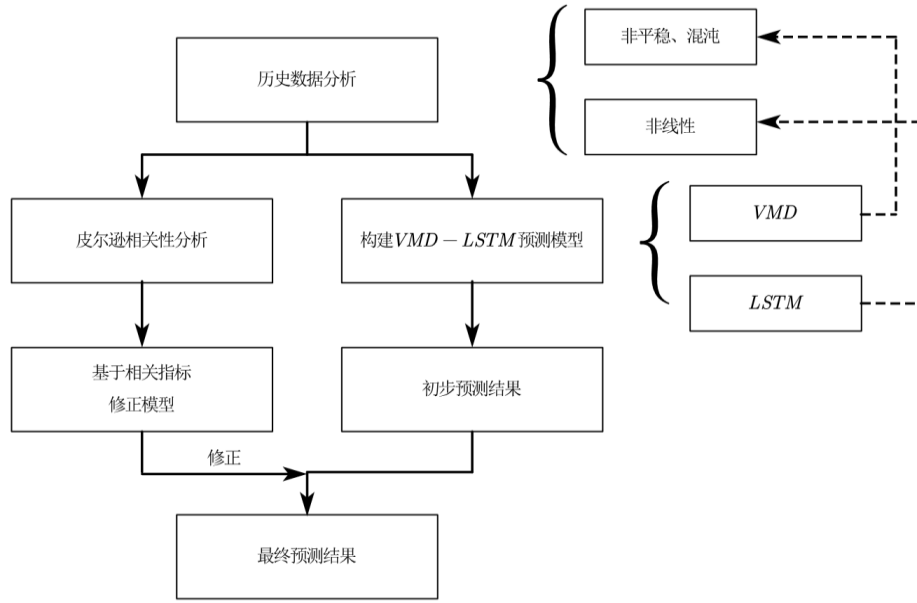 历史数据分析
非平稳、混沌
非线性
皮尔逊相关性分析
构建VMD − LSTM预测模型
VMD
LSTM
基于相关指标
修正模型
初步预测结果
修正
最终预测结果